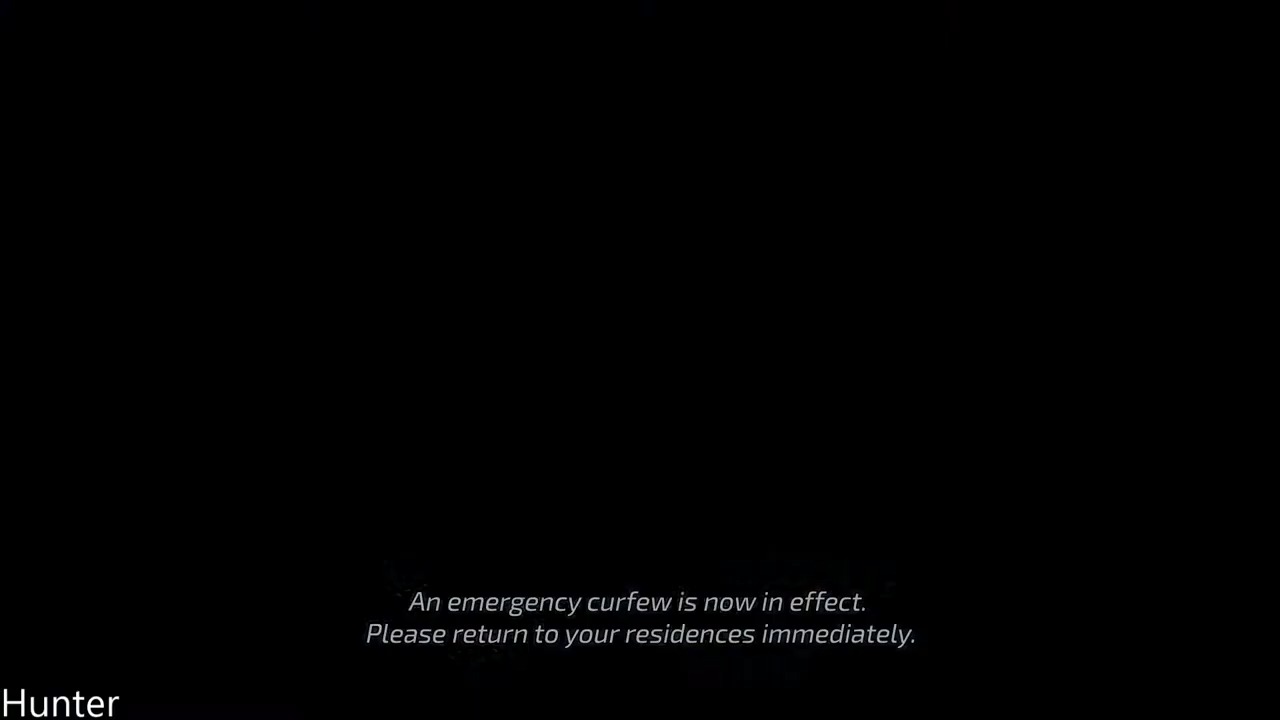 An emergency curfew is now in effect.
Please return to your residences immediately.
Hunter